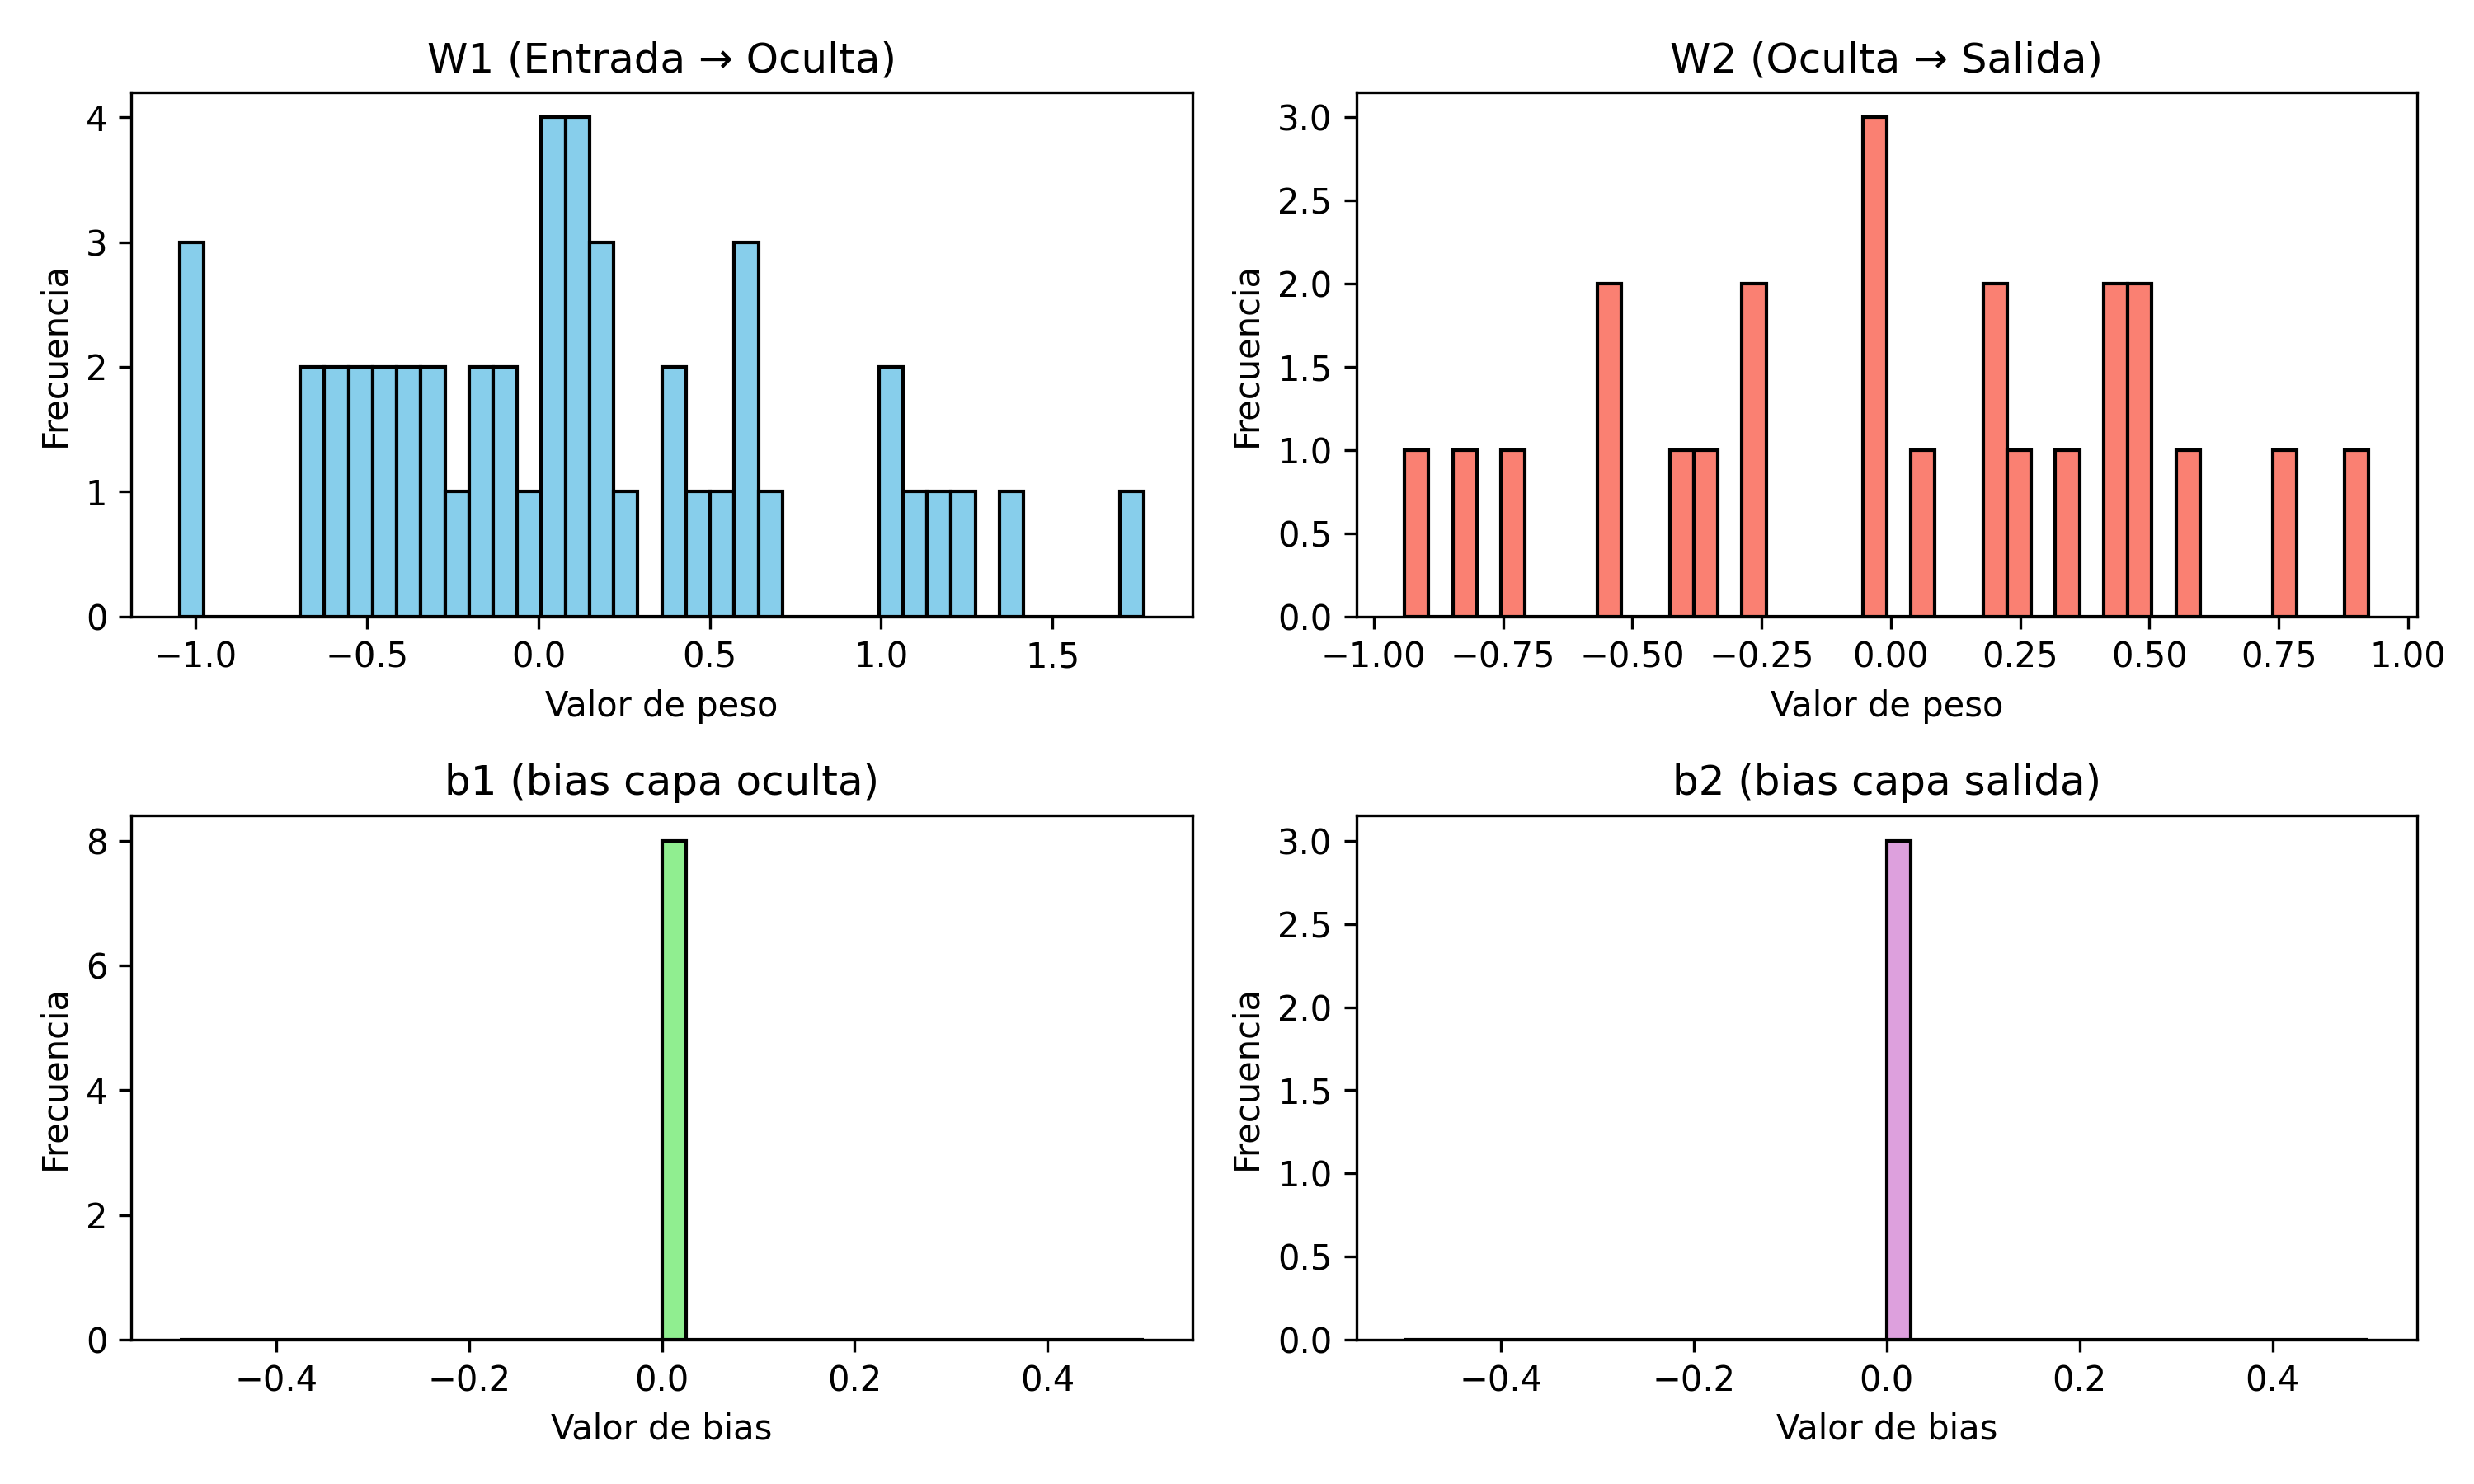 W1 (Entrada → Oculta)
4
3
2
1
0
Frecuencia
−1.0 −0.5 0.0 0.5 1.0 1.5
Valor de peso
W2 (Oculta → Salida)
3.0
2.5
2.0
1.5
1.0
0.5
0.0
Frecuencia
−1.00 −0.75 −0.50 −0.25 0.00 0.25 0.50 0.75 1.00
Valor de peso
b1 (bias capa oculta)
8
6
4
2
0
Frecuencia
−0.4 −0.2 0.0 0.2 0.4
Valor de bias
b2 (bias capa salida)
3.0
2.5
2.0
1.5
1.0
0.5
0.0
Frecuencia
−0.4 −0.2 0.0 0.2 0.4
Valor de bias